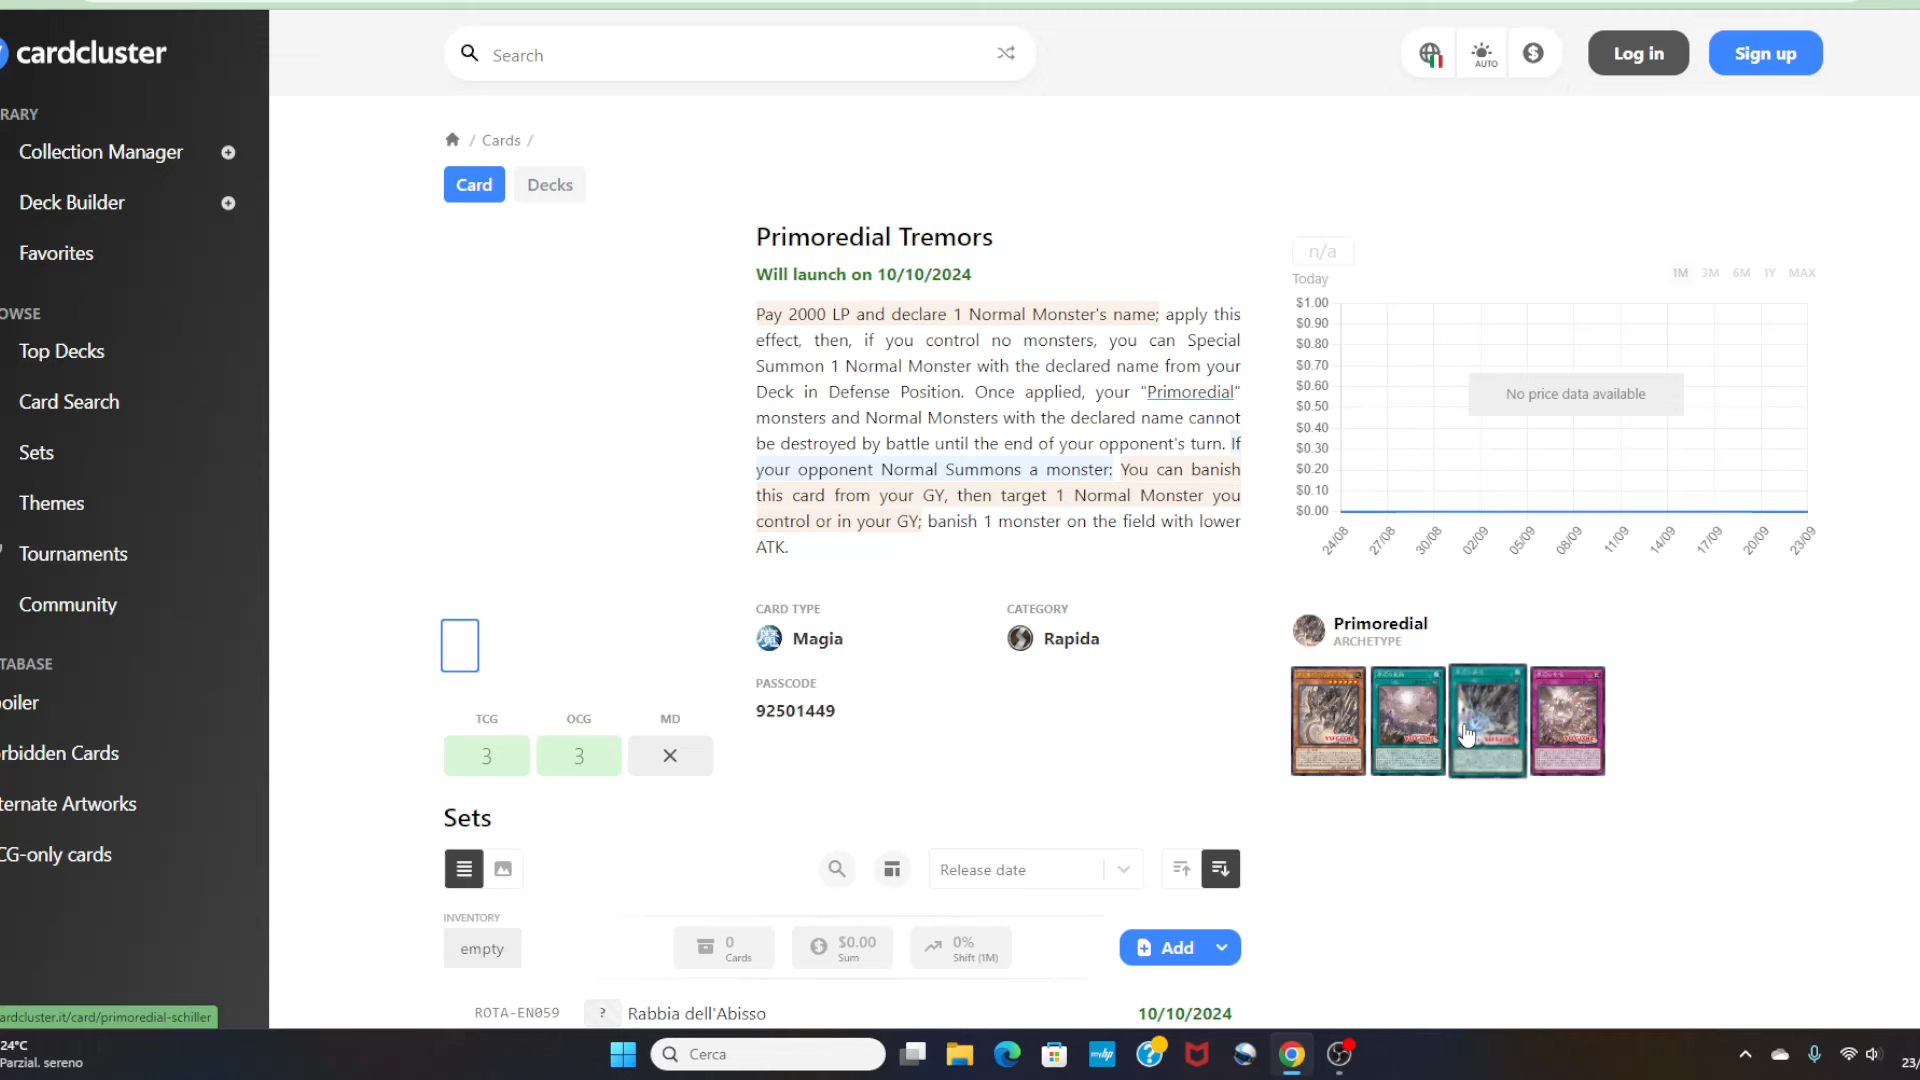 cardcluster
Search
AUTO
Log in
Sign up
RARY
Collection Manager
Deck Builder
Favorites
OWSE
Top Decks
Card Search
Sets
Themes
Tournaments
Community
TABASE
oiler
orbidden Cards
ternate Artworks
CG-only cards
/ Cards /
Card
Decks
Primoredial Tremors
Will launch on 10/10/2024
Pay 2000 LP and declare 1 Normal Monster's name; apply this
effect, then, if you control no monsters, you can Special
Summon 1 Normal Monster with the declared name from your
Deck in Defense Position. Once applied, your "Primoredial"
monsters and Normal Monsters with the declared name cannot
be destroyed by battle until the end of your opponent's turn. If
your opponent Normal Summons a monster: You can banish
this card from your GY, then target 1 Normal Monster you
control or in your GY; banish 1 monster on the field with lower
ATK.
CARD TYPE
Magia
CATEGORY
Rapida
PASSCODE
92501449
n/a
Today
1M 3M 6M 1Y MAX
$1.00
$0.90
$0.80
$0.70
$0.60
$0.50
$0.40
$0.30
$0.20
$0.10
$0.00
No price data available
24/08 27/08 30/08 02/09 05/09 08/09 11/09 14/09 17/09 20/09 23/09
Primoredial
ARCHETYPE
TCG OCG MD
3 3
Sets
Release date
INVENTORY
empty
0
Cards
$0.00
Sum
0%
Shift (1M)
Add
ROTA-EN059 ? Rabbia dell'Abisso 10/10/2024
ardcluster.it/card/primoredial-schiller
24°C
Parzial. sereno
Cerca
myhp
23/